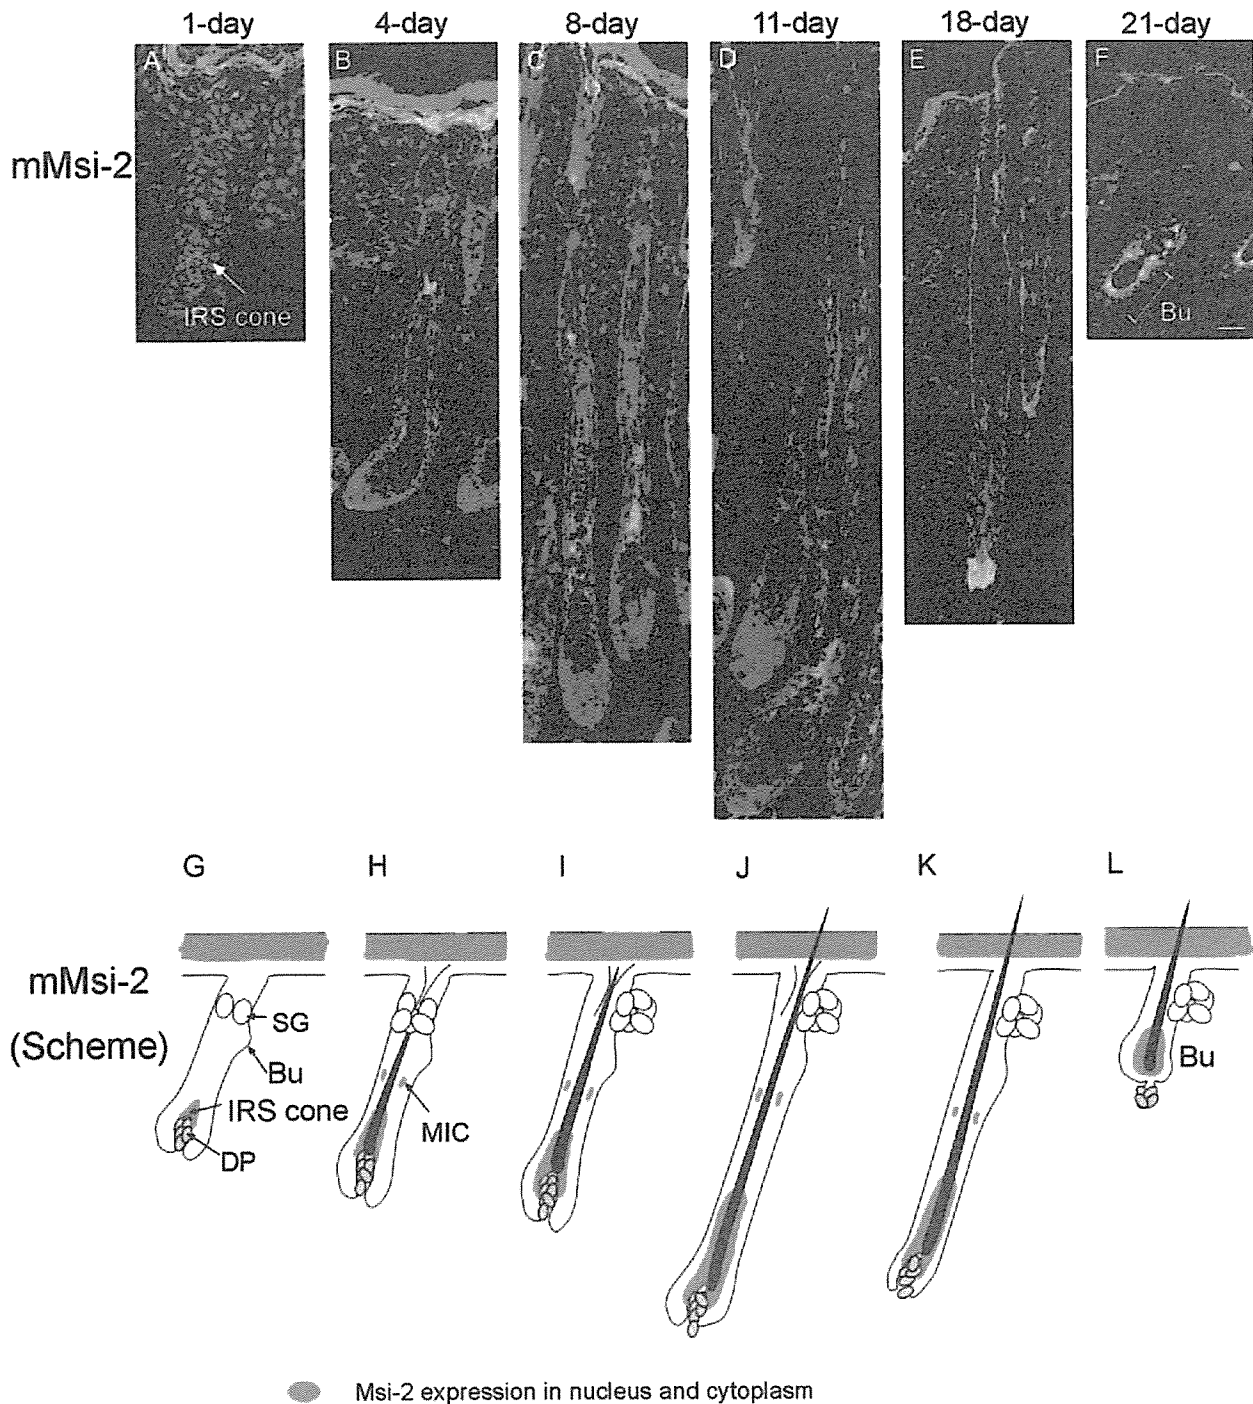 1-day 4-day 8-day 11-day 18-day 21-day
A B C D E F
mMsi-2
IRS cone
Bu
G H I J K L
mMsi-2
(Scheme)
SG
Bu
IRS cone
DP
MIC
Bu
Msi-2 expression in nucleus and cytoplasm